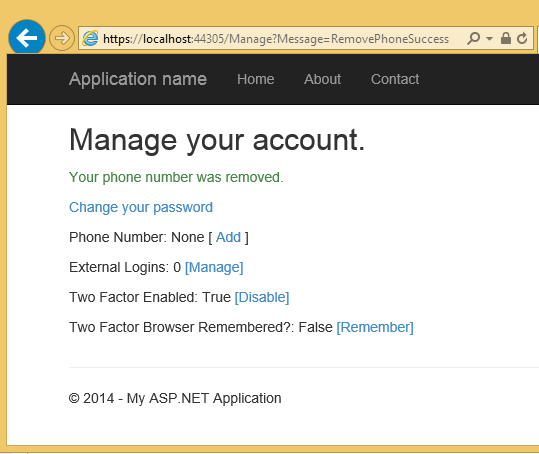 https://localhost:44305/Manage?Message=RemovePhoneSuccess
Application name Home About Contact
Manage your account.
Your phone number was removed.
Change your password
Phone Number: None [ Add ]
External Logins: 0 [Manage]
Two Factor Enabled: True [Disable]
Two Factor Browser Remembered?: False [Remember]
© 2014 - My ASP.NET Application